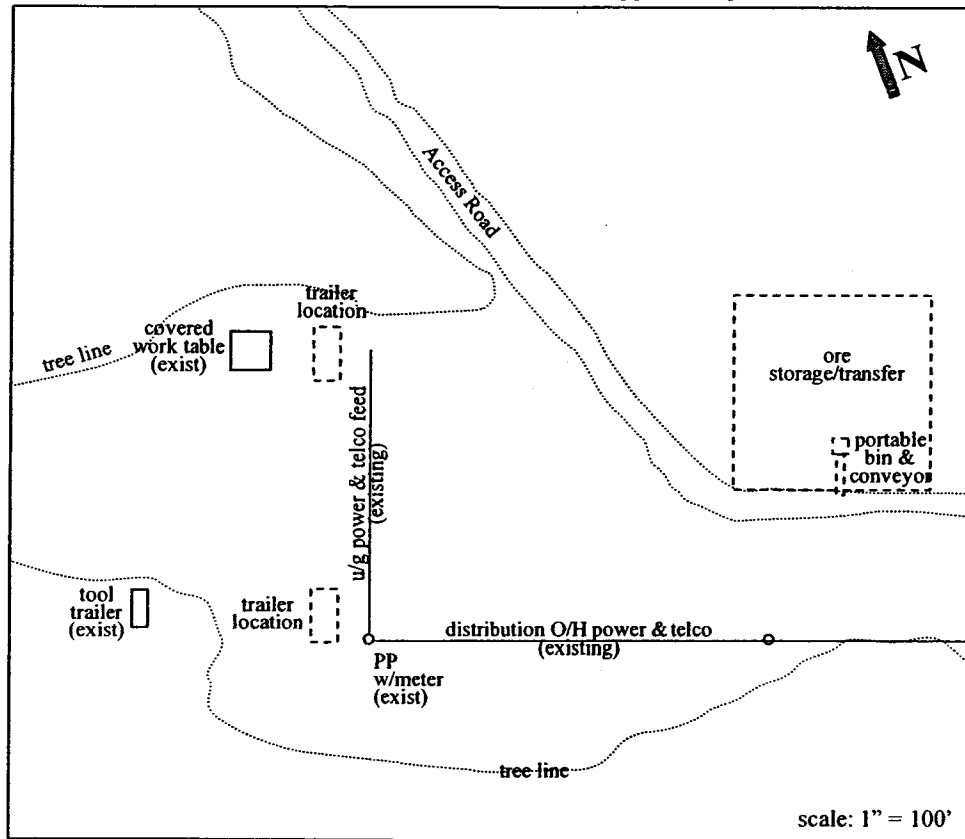 N
Access Road
trailer
location
covered
work table
(exist)
tree line
ore
storage/transfer
portable
bin &
conveyor
u/g power & telco feed
(existing)
tool
trailer
(exist)
trailer
location
distribution O/H power & telco
(existing)
PP
w/meter
(exist)
tree line
scale: 1" = 100'